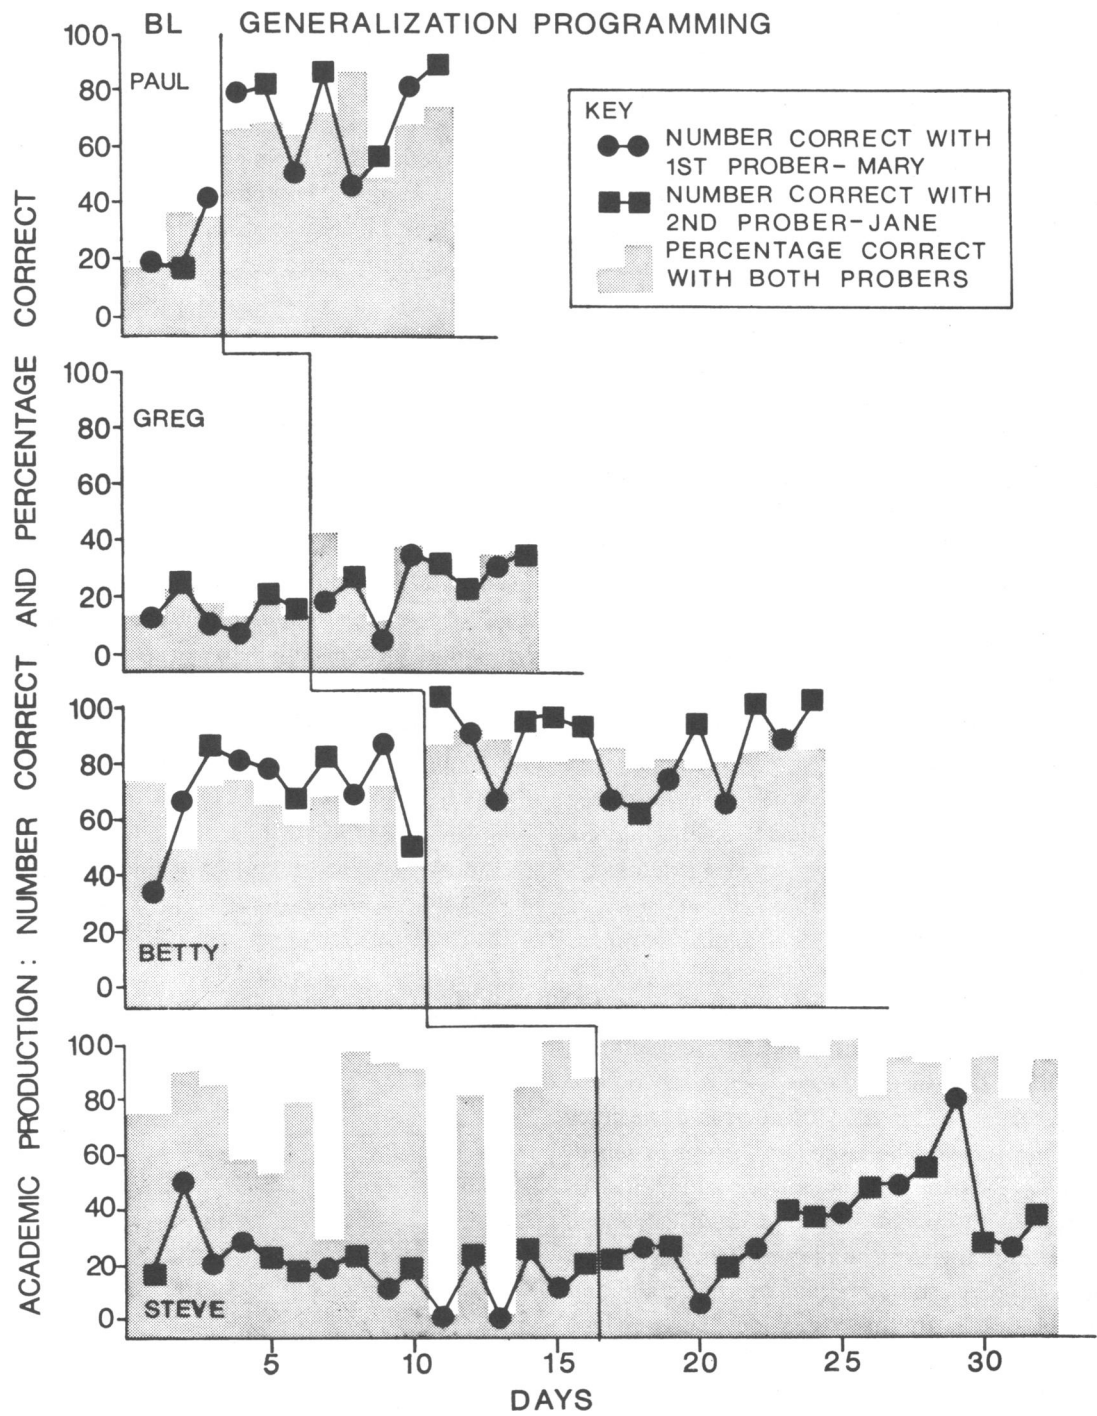 BL GENERALIZATION PROGRAMMING
ACADEMIC PRODUCTION: NUMBER CORRECT AND PERCENTAGE CORRECT
100
80
60
40
20
0
PAUL
KEY
NUMBER CORRECT WITH
1ST PROBER-MARY
NUMBER CORRECT WITH
2ND PROBER-JANE
PERCENTAGE CORRECT
WITH BOTH PROBERS
100
80
60
40
20
0
GREG
100
80
60
40
20
0
BETTY
100
80
60
40
20
0
STEVE
5 10 15 20 25 30
DAYS